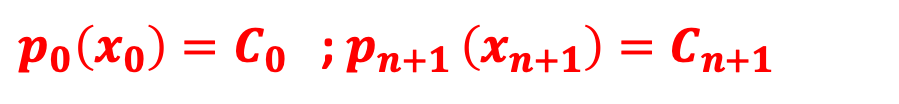 p₀(x₀) = C₀ ; pₙ₊₁ (xₙ₊₁) = Cₙ₊₁